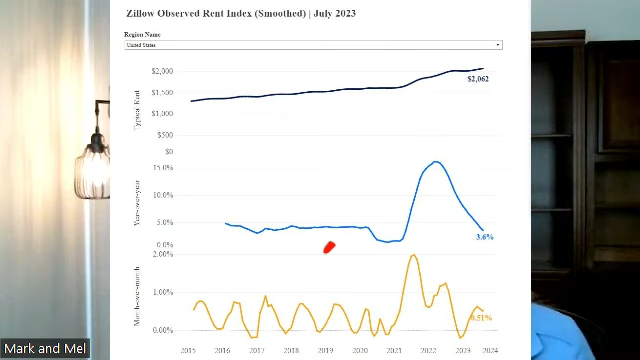 Zillow Observed Rent Index (Smoothed) | July 2023
Region Name
United States
Typical Rent
$2,000
$1,500
$1,000
$500
$0
$2,062
Year-over-year
15.0%
10.0%
5.0%
0.0%
3.6%
Month-over-month
2.00%
1.00%
0.00%
0.51%
2015 2016 2017 2018 2019 2020 2021 2022 2023 2024
Mark and Mel